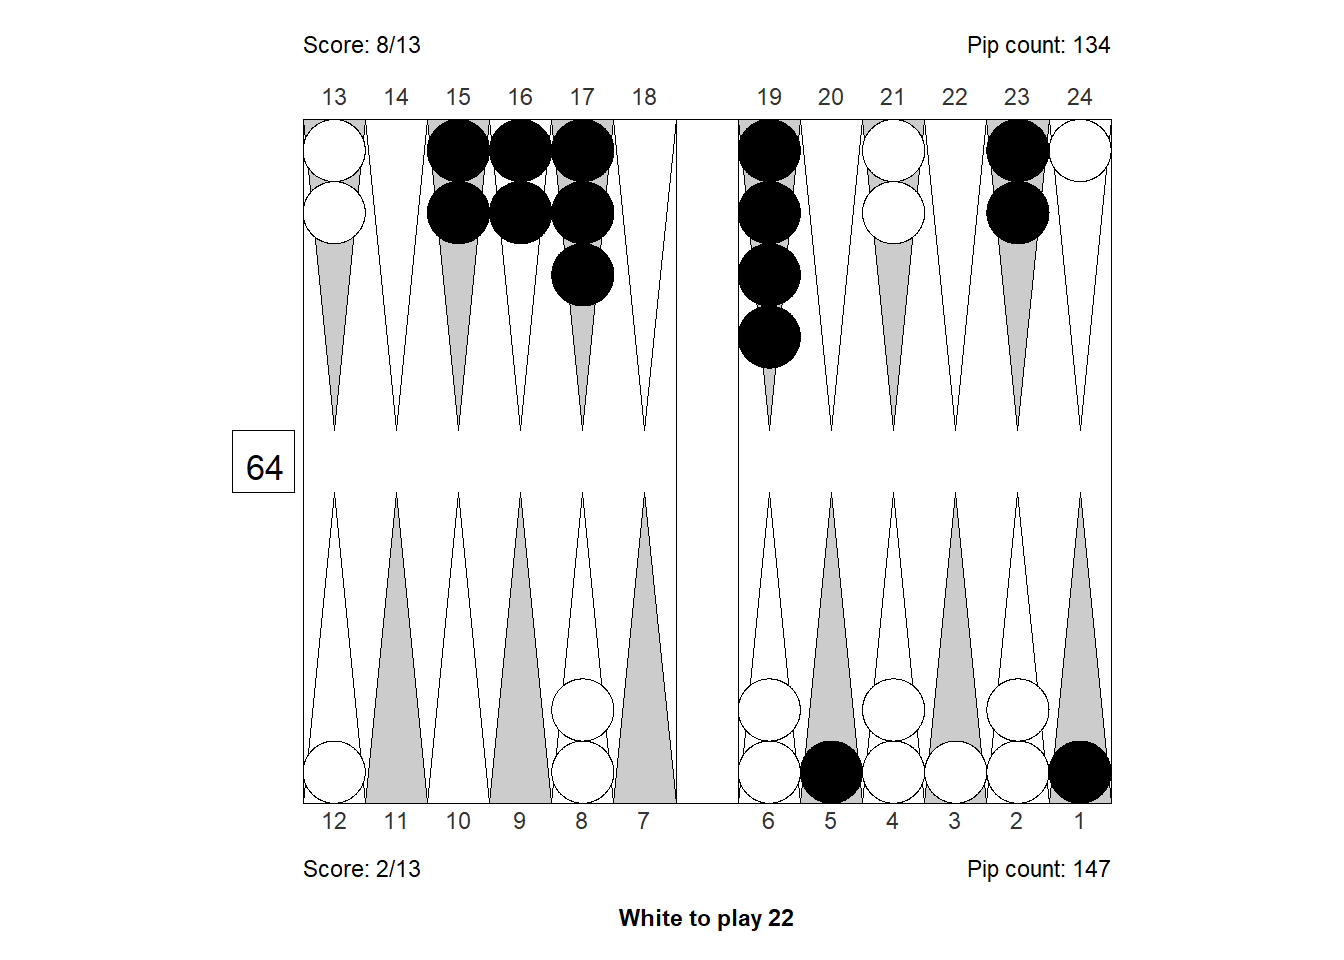 Score: 8/13 Pip count: 134
13 14 15 16 17 18 19 20 21 22 23 24
64
12 11 10 9 8 7 6 5 4 3 2 1
Score: 2/13 Pip count: 147
White to play 22